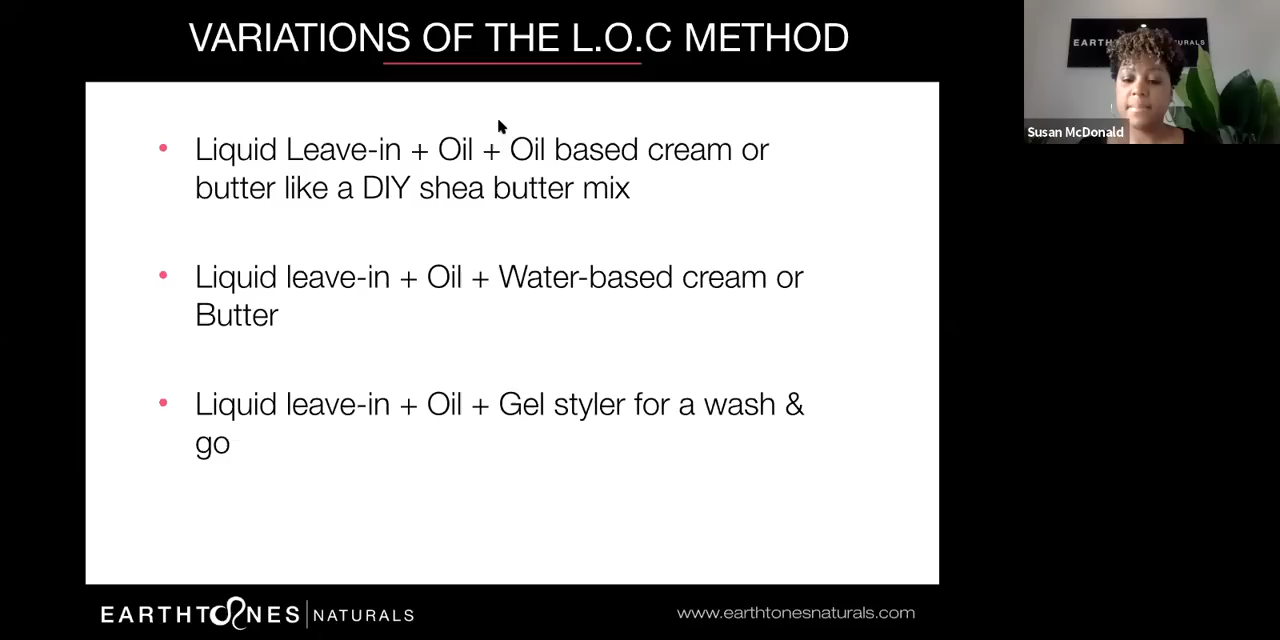 VARIATIONS OF THE L.O.C METHOD
• Liquid Leave-in + Oil + Oil based cream or
butter like a DIY shea butter mix
• Liquid leave-in + Oil + Water-based cream or
Butter
• Liquid leave-in + Oil + Gel styler for a wash &
go
EARTHTONES | NATURALS
www.earthtonesnaturals.com
EARTH URALS
Susan McDonald